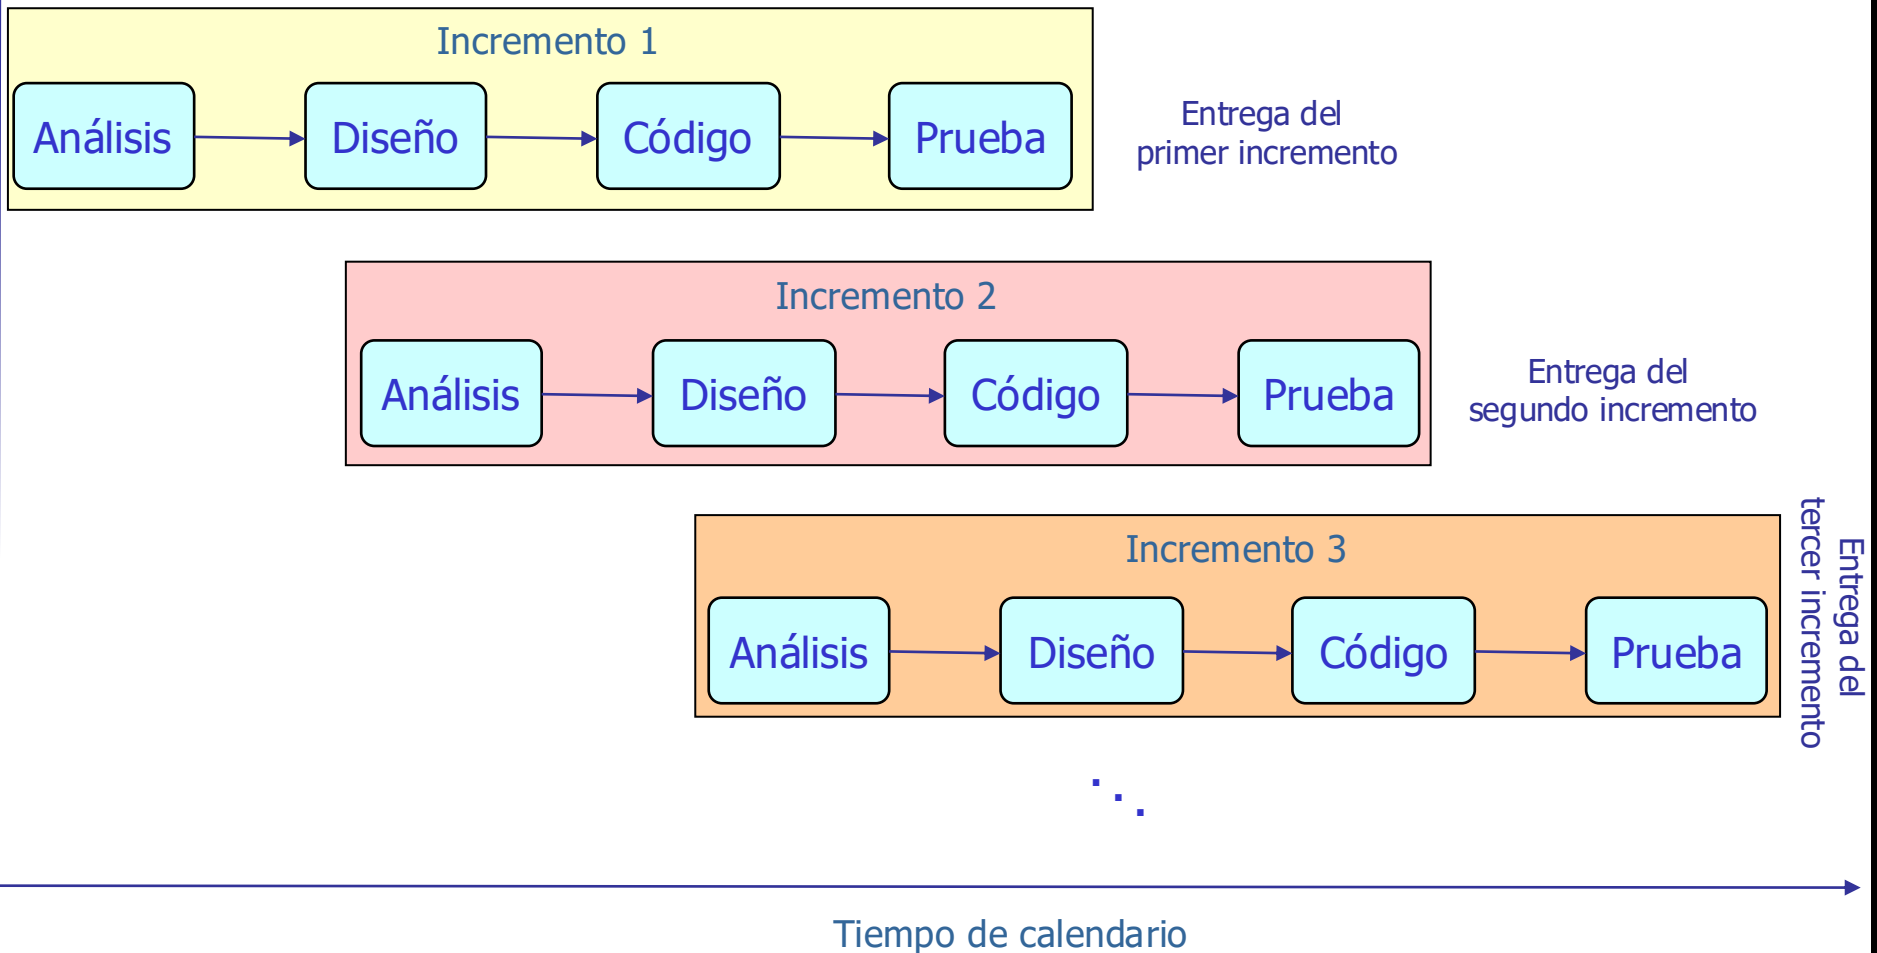 Incremento 1
Análisis
Diseño
Código
Prueba
Entrega del
primer incremento
Incremento 2
Análisis
Diseño
Código
Prueba
Entrega del
segundo incremento
Incremento 3
Análisis
Diseño
Código
Prueba
Entrega del
tercer incremento
Tiempo de calendario